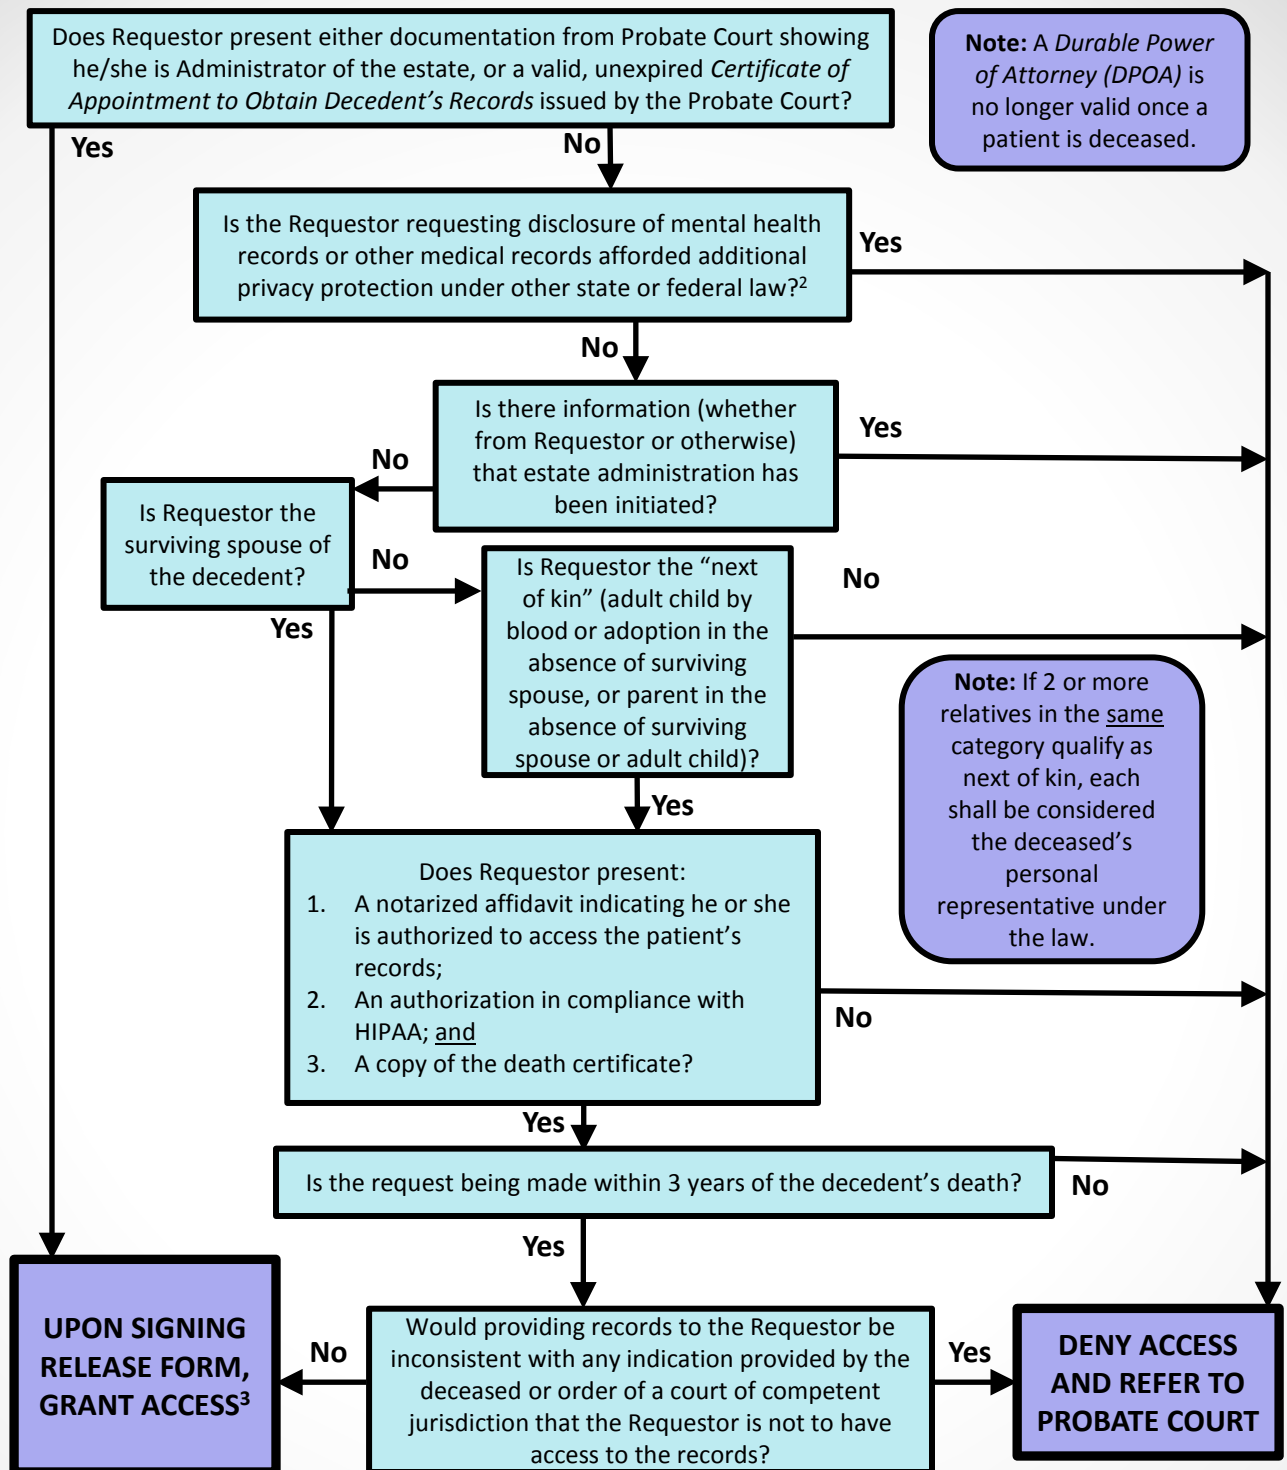 Does Requestor present either documentation from Probate Court showing
he/she is Administrator of the estate, or a valid, unexpired Certificate of
Appointment to Obtain Decedent's Records issued by the Probate Court?
Note: A Durable Power
of Attorney (DPOA) is
no longer valid once a
patient is deceased.
Yes
No
Is the Requestor requesting disclosure of mental health
records or other medical records afforded additional
privacy protection under other state or federal law?²
Yes
No
Is there information (whether
from Requestor or otherwise)
that estate administration has
been initiated?
Yes
No
Is Requestor the
surviving spouse of
the decedent?
No
Yes
Is Requestor the “next
of kin” (adult child by
blood or adoption in the
absence of surviving
spouse, or parent in the
absence of surviving
spouse or adult child)?
No
Yes
Note: If 2 or more
relatives in the same
category qualify as
next of kin, each
shall be considered
the deceased's
personal
representative under
the law.
Does Requestor present:
1. A notarized affidavit indicating he or she
is authorized to access the patient's
records;
2. An authorization in compliance with
HIPAA; and
3. A copy of the death certificate?
No
Yes
Is the request being made within 3 years of the decedent's death?
No
Yes
UPON SIGNING
RELEASE FORM,
GRANT ACCESS³
No
Would providing records to the Requestor be
inconsistent with any indication provided by the
deceased or order of a court of competent
jurisdiction that the Requestor is not to have
access to the records?
Yes
DENY ACCESS
AND REFER TO
PROBATE COURT